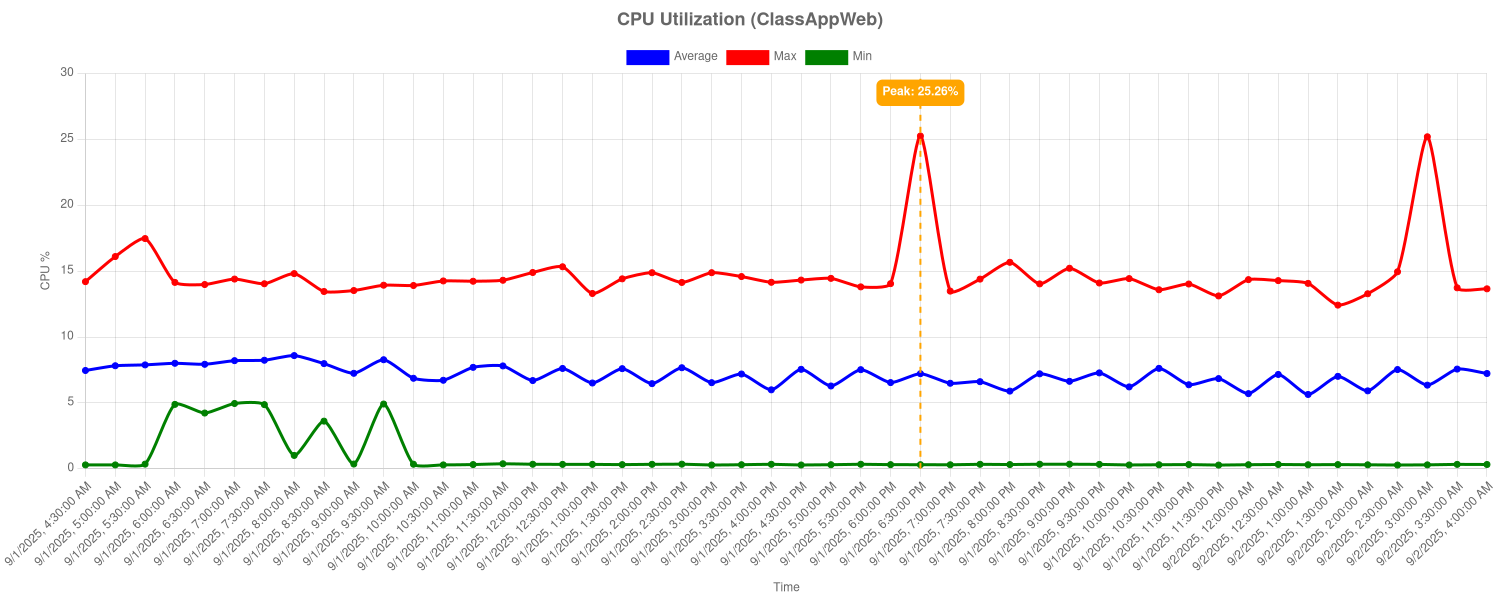 CPU Utilization (ClassAppWeb)
Average Max Min
Peak: 25.26%
30
25
20
15
10
5
0
CPU %
9/1/2025, 4:30:00 AM
9/1/2025, 5:00:00 AM
9/1/2025, 5:30:00 AM
9/1/2025, 6:00:00 AM
9/1/2025, 6:30:00 AM
9/1/2025, 7:00:00 AM
9/1/2025, 7:30:00 AM
9/1/2025, 8:00:00 AM
9/1/2025, 8:30:00 AM
9/1/2025, 9:00:00 AM
9/1/2025, 9:30:00 AM
9/1/2025, 10:00:00 AM
9/1/2025, 10:30:00 AM
9/1/2025, 11:00:00 AM
9/1/2025, 11:30:00 AM
9/1/2025, 12:00:00 PM
9/1/2025, 12:30:00 PM
9/1/2025, 1:00:00 PM
9/1/2025, 1:30:00 PM
9/1/2025, 2:00:00 PM
9/1/2025, 2:30:00 PM
9/1/2025, 3:00:00 PM
9/1/2025, 3:30:00 PM
9/1/2025, 4:00:00 PM
9/1/2025, 4:30:00 PM
9/1/2025, 5:00:00 PM
9/1/2025, 5:30:00 PM
9/1/2025, 6:00:00 PM
9/1/2025, 6:30:00 PM
9/1/2025, 7:00:00 PM
9/1/2025, 7:30:00 PM
9/1/2025, 8:00:00 PM
9/1/2025, 8:30:00 PM
9/1/2025, 9:00:00 PM
9/1/2025, 9:30:00 PM
9/1/2025, 10:00:00 PM
9/1/2025, 10:30:00 PM
9/1/2025, 11:00:00 PM
9/1/2025, 11:30:00 PM
9/2/2025, 12:00:00 AM
9/2/2025, 12:30:00 AM
9/2/2025, 1:00:00 AM
9/2/2025, 1:30:00 AM
9/2/2025, 2:00:00 AM
9/2/2025, 2:30:00 AM
9/2/2025, 3:00:00 AM
9/2/2025, 3:30:00 AM
9/2/2025, 4:00:00 AM
Time